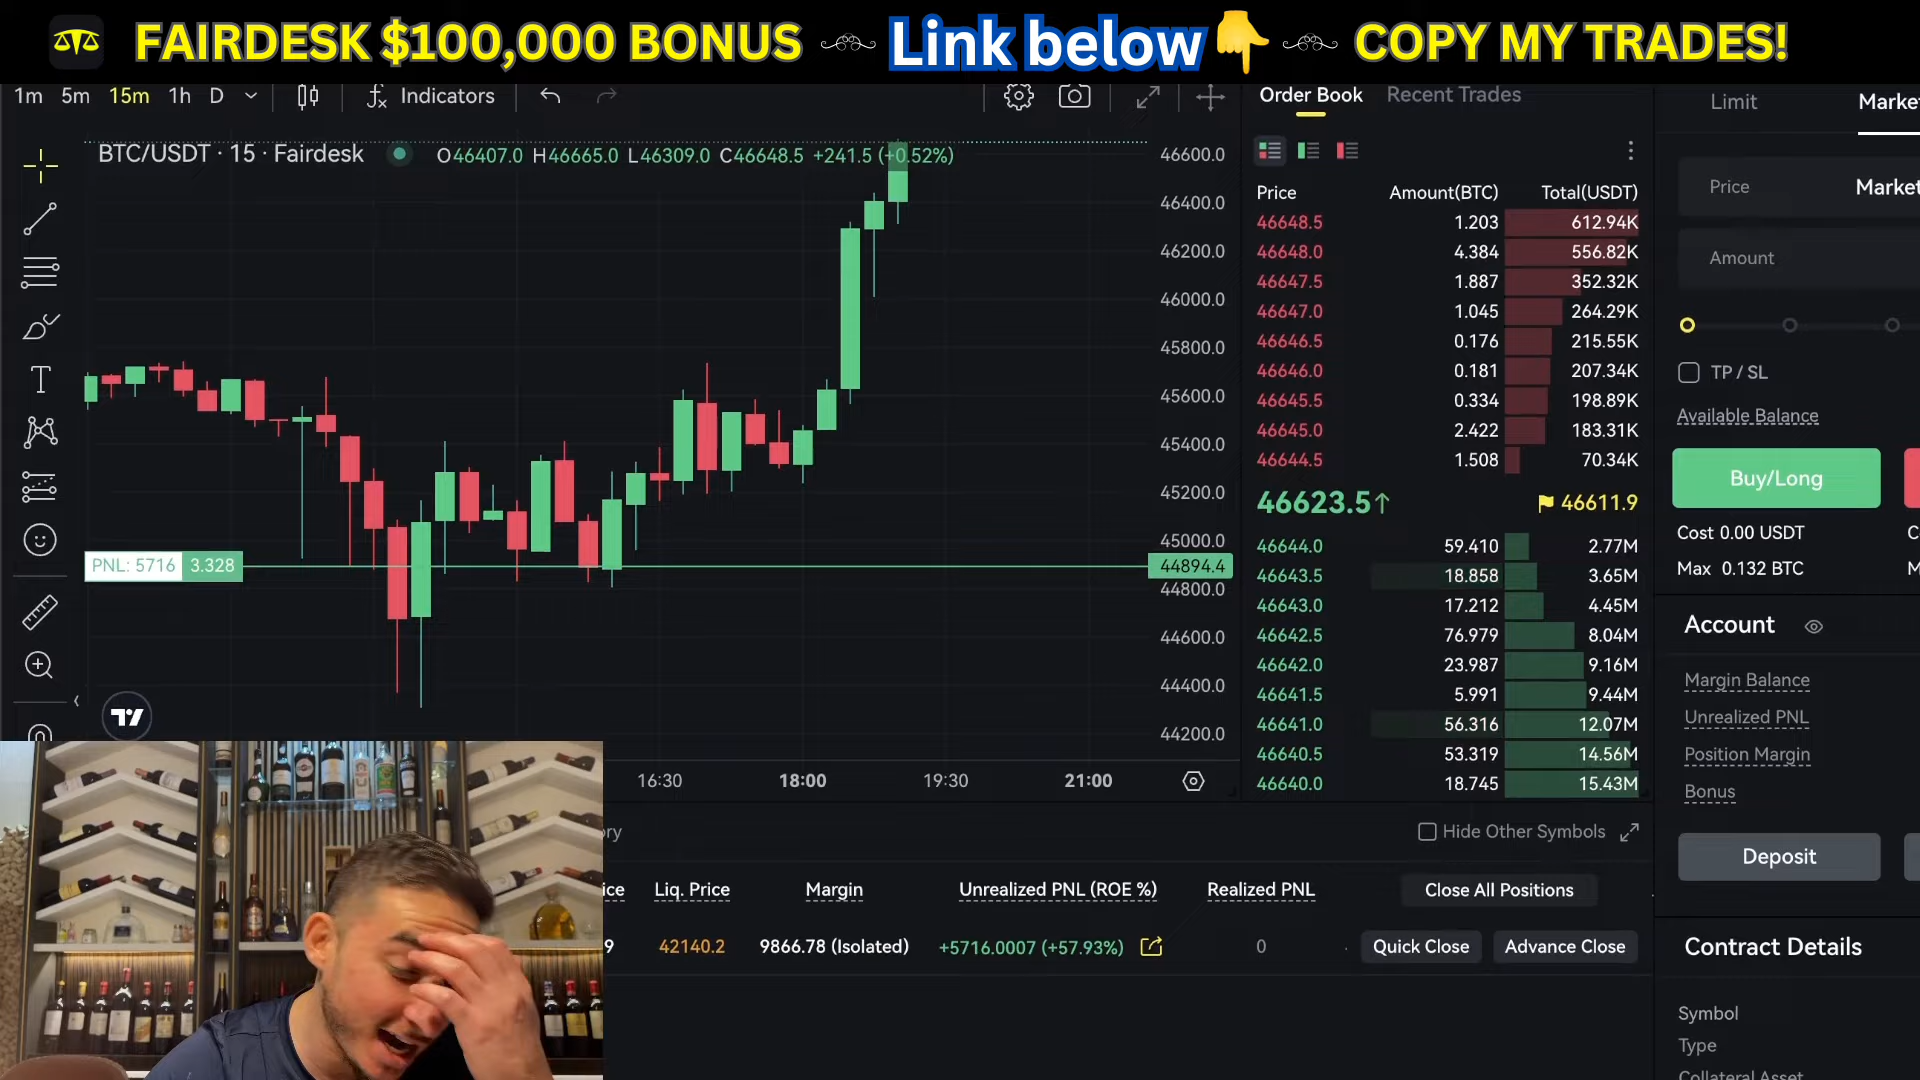 FAIRDESK $100,000 BONUS Link below COPY MY TRADES!
1m 5m 15m 1h D Indicators
BTC/USDT · 15 · Fairdesk O46407.0 H46665.0 L46309.0 C46648.5 +241.5 (+0.52%)
46600.0
46400.0
46200.0
46000.0
45800.0
45600.0
45400.0
45200.0
45000.0
PNL: 5716 3.328 44894.4
44800.0
44600.0
44400.0
44200.0
16:30 18:00 19:30 21:00
Order Book Recent Trades
Price Amount(BTC) Total(USDT)
46648.5 1.203 612.94K
46648.0 4.384 556.82K
46647.5 1.887 352.32K
46647.0 1.045 264.29K
46646.5 0.176 215.55K
46646.0 0.181 207.34K
46645.5 0.334 198.89K
46645.0 2.422 183.31K
46644.5 1.508 70.34K
46623.5↑ 46611.9
46644.0 59.410 2.77M
46643.5 18.858 3.65M
46643.0 17.212 4.45M
46642.5 76.979 8.04M
46642.0 23.987 9.16M
46641.5 5.991 9.44M
46641.0 56.316 12.07M
46640.5 53.319 14.56M
46640.0 18.745 15.43M
Limit Marke
Price Market
Amount
TP / SL
Available Balance
Buy/Long
Cost 0.00 USDT C
Max 0.132 BTC M
Account
Margin Balance
Unrealized PNL
Position Margin
Bonus
Deposit
Contract Details
Symbol
Type
Collateral Asset
ry Hide Other Symbols
ice Liq. Price Margin Unrealized PNL (ROE %) Realized PNL Close All Positions
9 42140.2 9866.78 (Isolated) +5716.0007 (+57.93%) 0 Quick Close Advance Close